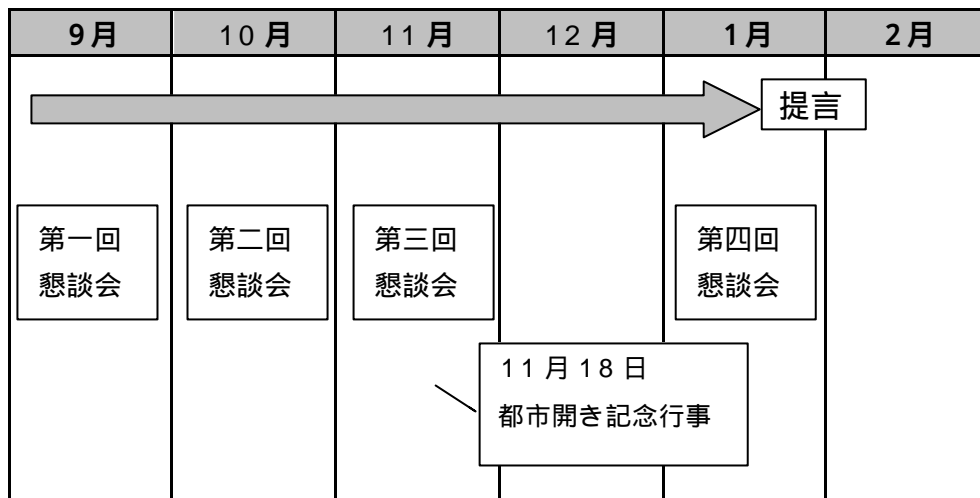 9月 10月 11月 12月 1月 2月
提言
第一回
懇談会
第二回
懇談会
第三回
懇談会
第四回
懇談会
11月18日
都市開き記念行事